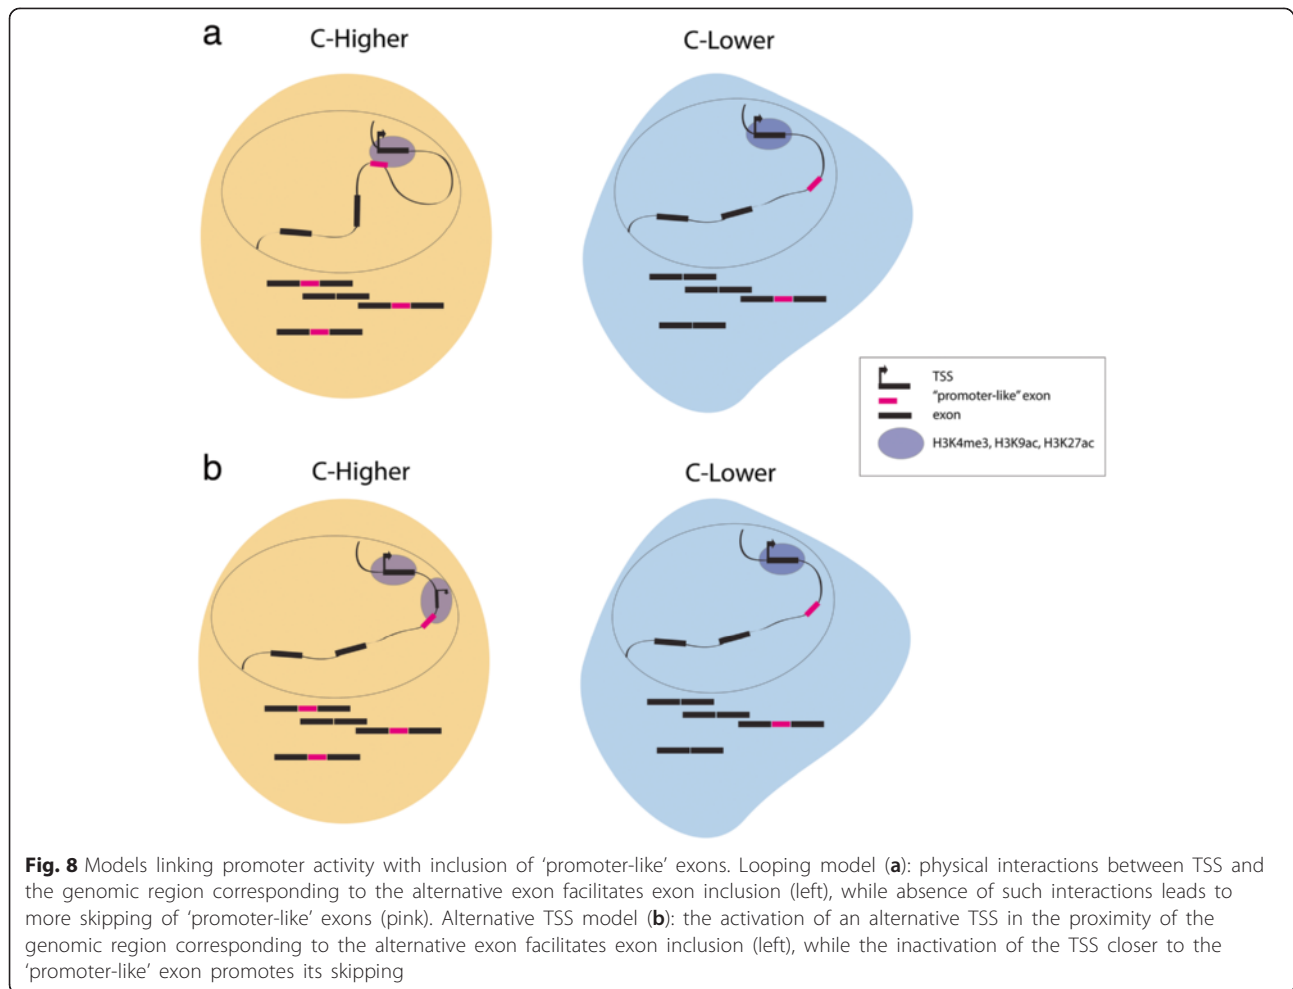 a
C-Higher
C-Lower
TSS
"promoter-like" exon
exon
H3K4me3, H3K9ac, H3K27ac
b
C-Higher
C-Lower
Fig. 8 Models linking promoter activity with inclusion of ‘promoter-like’ exons. Looping model (a): physical interactions between TSS and
the genomic region corresponding to the alternative exon facilitates exon inclusion (left), while absence of such interactions leads to
more skipping of ‘promoter-like’ exons (pink). Alternative TSS model (b): the activation of an alternative TSS in the proximity of the
genomic region corresponding to the alternative exon facilitates exon inclusion (left), while the inactivation of the TSS closer to the
‘promoter-like’ exon promotes its skipping